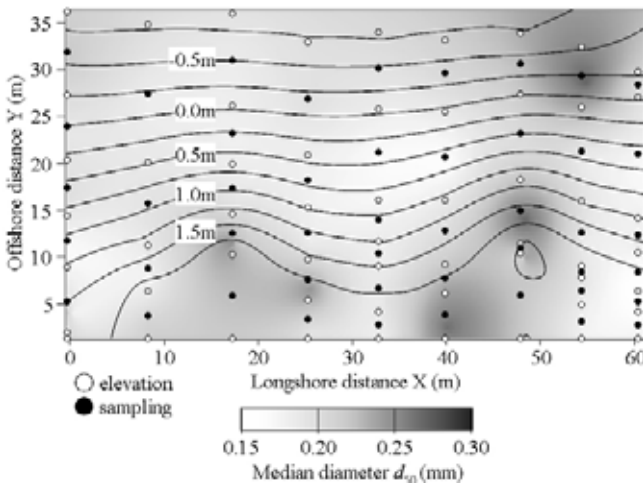 35
30
25
20
15
10
5
Offshore distance Y (m)
-0.5m
0.0m
0.5m
1.0m
1.5m
0 10 20 30 40 50 60
Longshore distance X (m)
elevation
sampling
0.15 0.20 0.25 0.30
Median diameter d50 (mm)